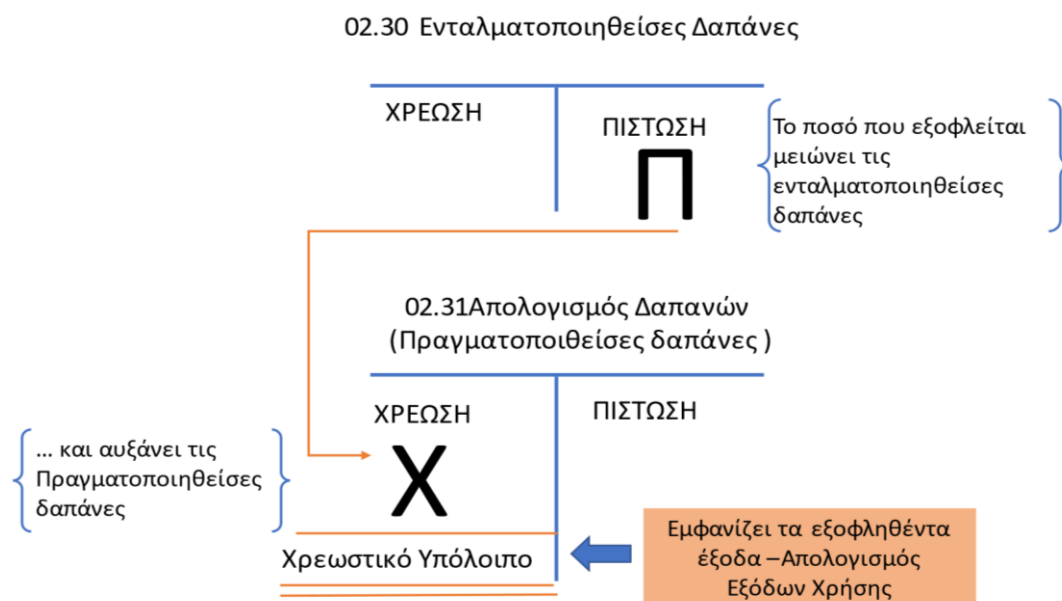 02.30 Ενταλματοποιηθείσες Δαπάνες
ΧΡΕΩΣΗ
ΠΙΣΤΩΣΗ
Π
Το ποσό που εξοφλείται
μειώνει τις
ενταλματοποιηθείσες
δαπάνες
02.31Απολογισμός Δαπανών
(Πραγματοποιθείσες δαπάνες )
ΧΡΕΩΣΗ
ΠΙΣΤΩΣΗ
Χ
... και αυξάνει τις
Πραγματοποιηθείσες
δαπάνες
Χρεωστικό Υπόλοιπο
Εμφανίζει τα εξοφληθέντα
έξοδα –Απολογισμός
Εξόδων Χρήσης